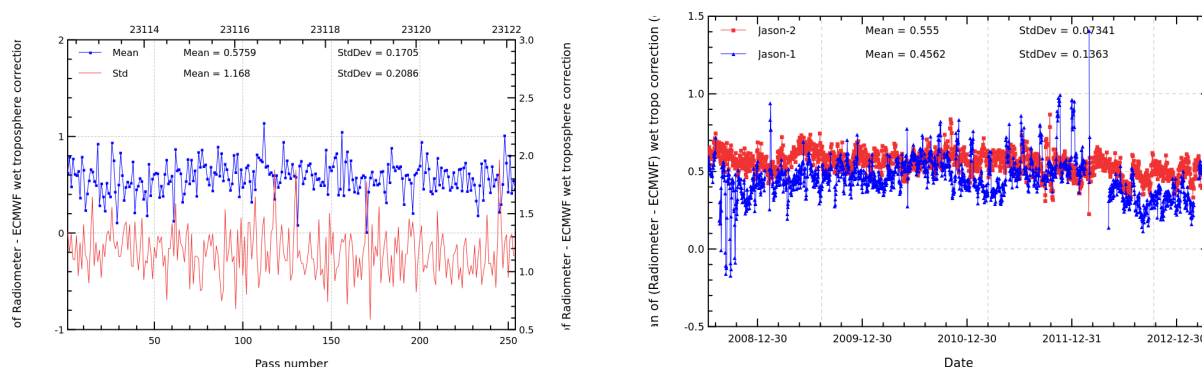 23114 23116 23118 23120 23122
of Radiometer - ECMWF wet troposphere correction
2
1
0
-1
Mean Mean = 0.5759 StdDev = 0.1705
Std Mean = 1.168 StdDev = 0.2086
3.0
2.5
2.0
1.5
1.0
0.5
of Radiometer - ECMWF wet troposphere correction
50 100 150 200 250
Pass number
an of (Radiometer - ECMWF) wet tropo correction (
1.5
1.0
0.5
0.0
-0.5
Jason-2 Mean = 0.555 StdDev = 0.07341
Jason-1 Mean = 0.4562 StdDev = 0.1363
2008-12-30 2009-12-30 2010-12-30 2011-12-31 2012-12-
Date